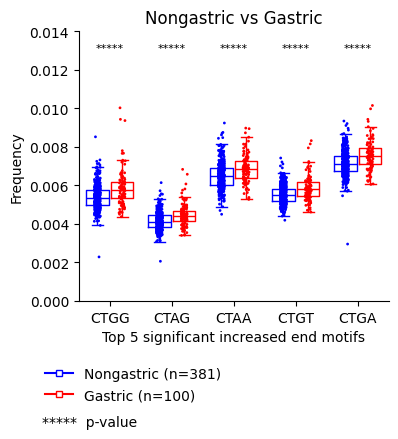 Nongastric vs Gastric
0.014
***** ***** ***** ***** *****
0.012
0.010
0.008
0.006
0.004
0.002
0.000
Frequency
CTGG CTAG CTAA CTGT CTGA
Top 5 significant increased end motifs
Nongastric (n=381)
Gastric (n=100)
***** p-value